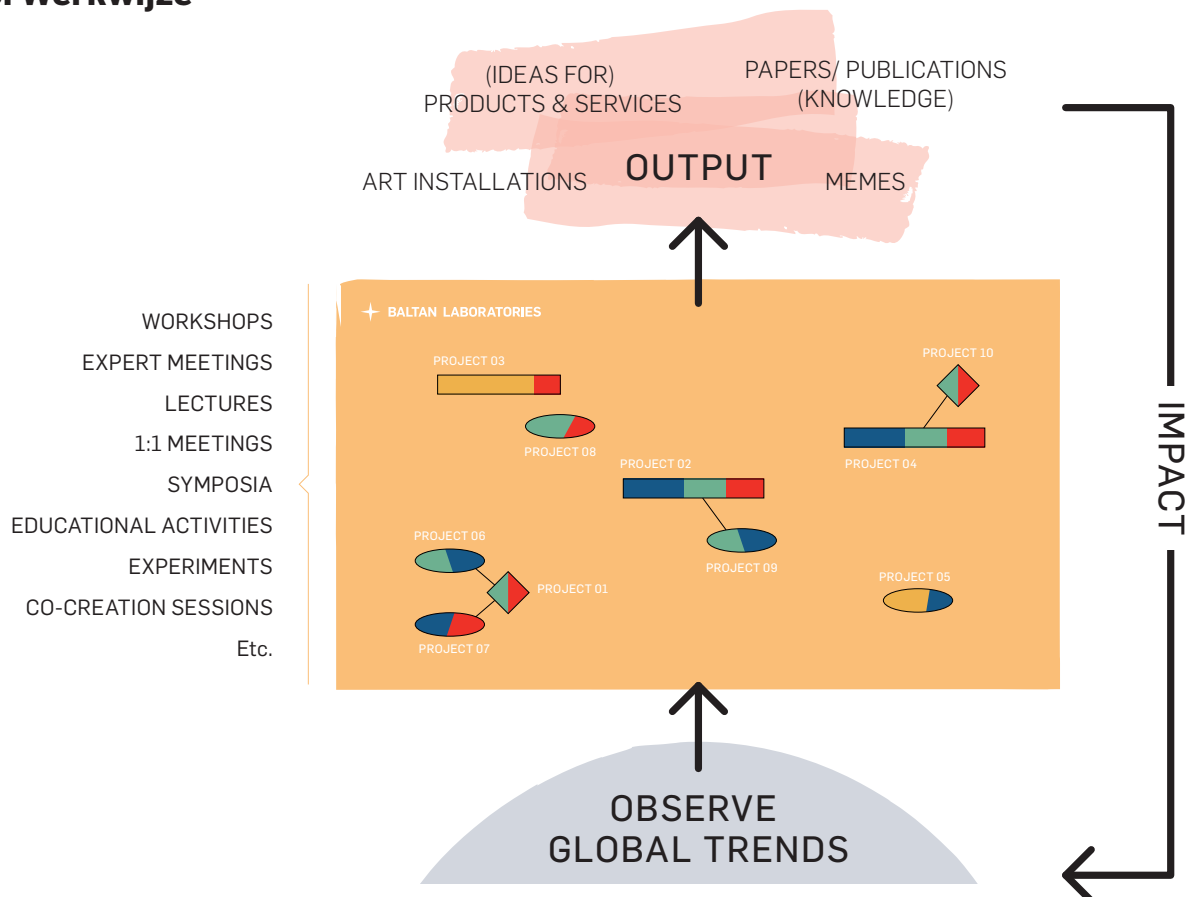 Werkwijze
(IDEAS FOR)
PRODUCTS & SERVICES
PAPERS/ PUBLICATIONS
(KNOWLEDGE)
ART INSTALLATIONS
OUTPUT
MEMES
WORKSHOPS
EXPERT MEETINGS
LECTURES
1:1 MEETINGS
SYMPOSIA
EDUCATIONAL ACTIVITIES
EXPERIMENTS
CO-CREATION SESSIONS
Etc.
BALTAN LABORATORIES
PROJECT 03
PROJECT 10
PROJECT 08
PROJECT 02
PROJECT 04
PROJECT 06
PROJECT 09
PROJECT 05
PROJECT 01
PROJECT 07
IMPACT
OBSERVE
GLOBAL TRENDS